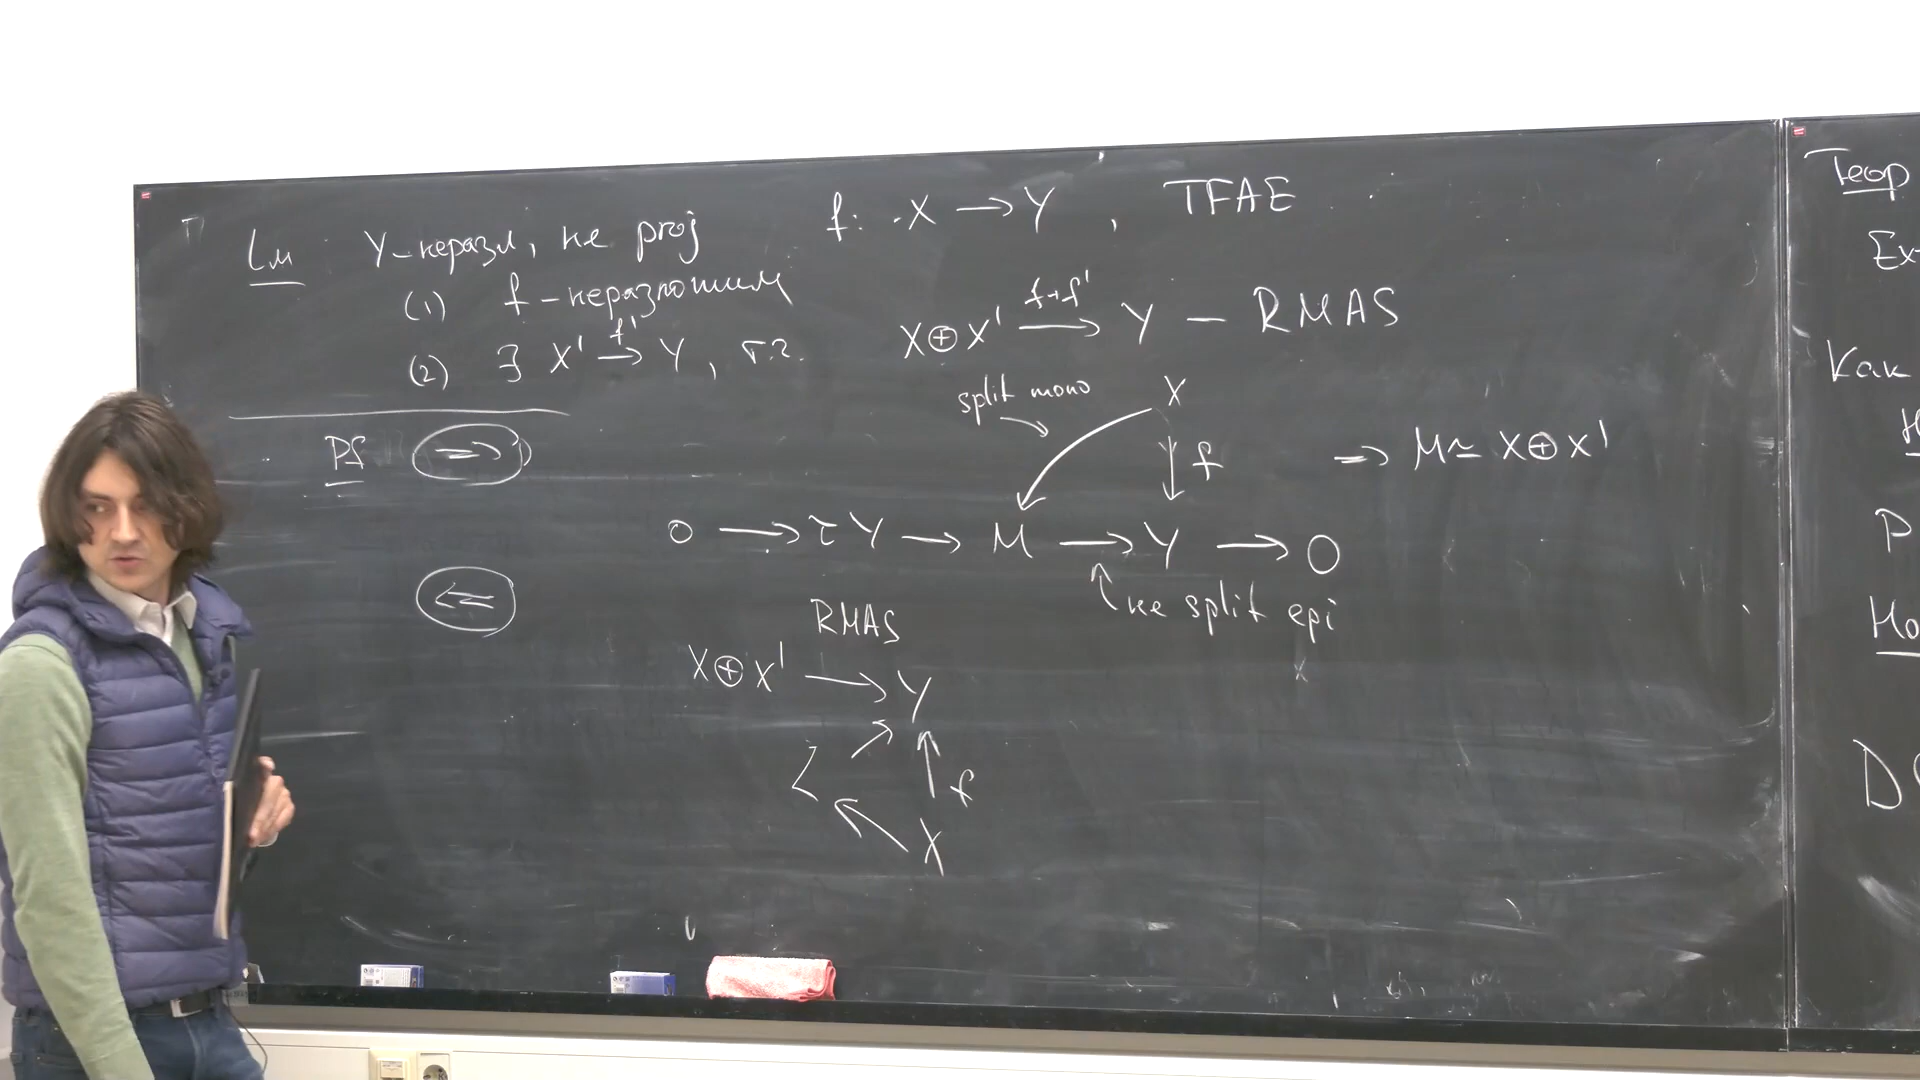 Lm Y-неразл, не proj f: X → Y , TFAE
(1) f - неразложим
(2) ∃ X' →^{f'} Y, т.ч. X⊕X' →^{f+f'} Y - RMAS
Pf ⇒
split mono X
↓ f ⇒ M ≃ X⊕X'
0 → τY → M → Y → 0
не split epi
⇐
RMAS
X⊕X' → Y
Z f
X
Теор
Ex
Как
Р
Но